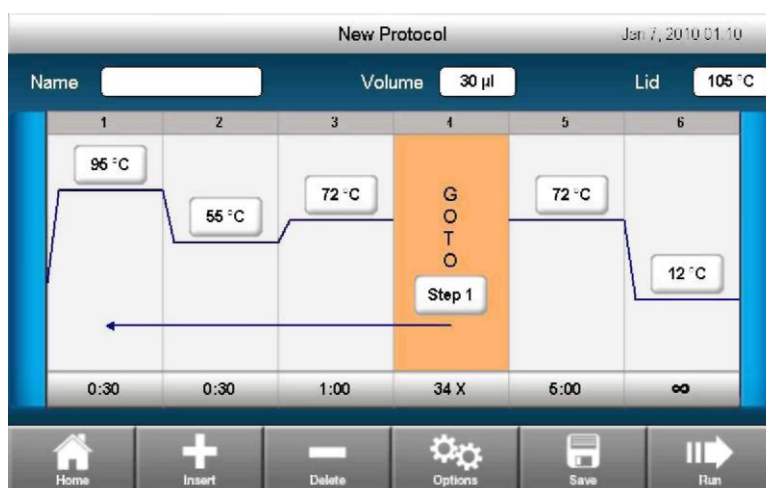 New Protocol Jan 7, 2010 01:10
Name Volume 30 µl Lid 105 °C
1 2 3 4 5 6
95 °C
72 °C 72 °C
55 °C
G
O
T
O
12 °C
Step 1
0:30 0:30 1:00 34 X 5:00 ∞
Home Insert Delete Options Save Run